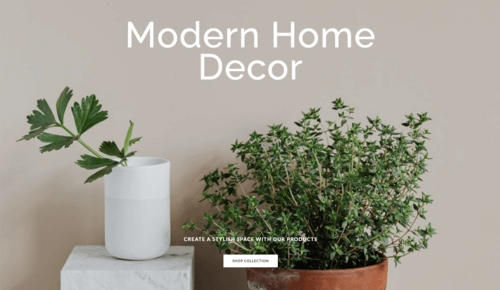 Modern Home
Decor
CREATE A STYLISH SPACE WITH OUR PRODUCTS
SHOP COLLECTION